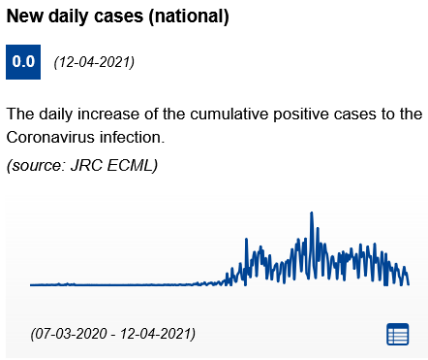 New daily cases (national)
0.0 (12-04-2021)
The daily increase of the cumulative positive cases to the
Coronavirus infection.
(source: JRC ECML)
(07-03-2020 - 12-04-2021)